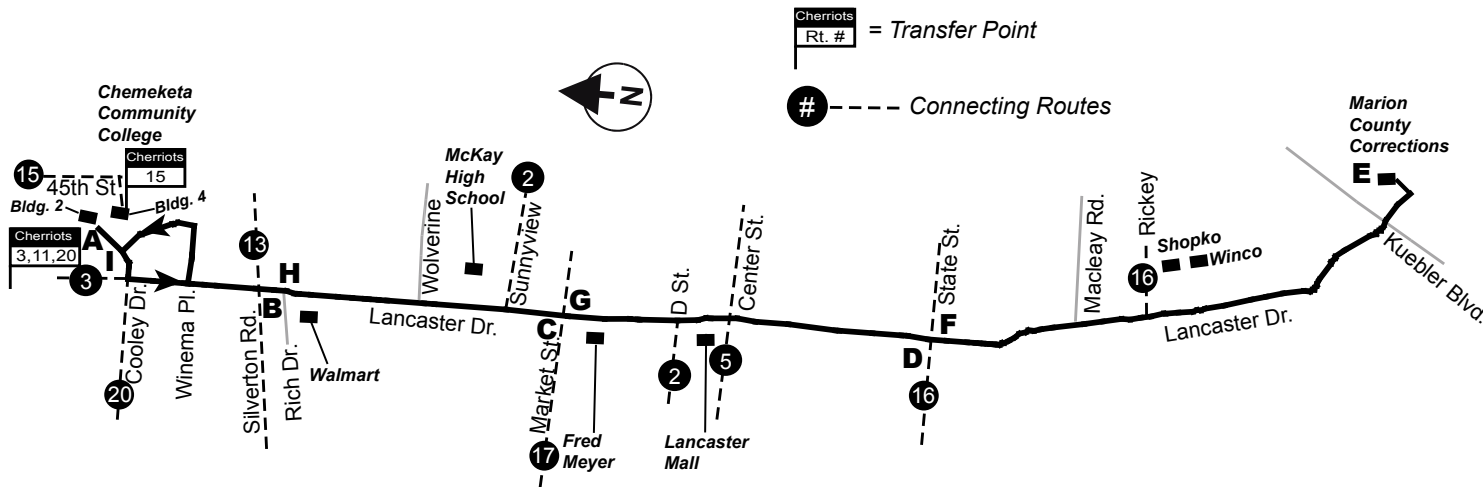 Cherriots
Rt. #
= Transfer Point
N
#
Connecting Routes
Chemeketa
Community
College
Cherriots
15
15
45th St
Bldg. 2
Bldg. 4
A
I
Cherriots
3,11,20
3
20
Cooley Dr.
Winema Pl.
13
Silverton Rd.
H
B
Rich Dr.
Walmart
Wolverine
Lancaster Dr.
McKay
High
School
2
Sunnyview
G
C
Market St.
17
Fred
Meyer
D St.
2
Lancaster
Mall
Center St.
5
State St.
F
D
16
Macleay Rd.
Rickey
16
Shopko
Winco
Lancaster Dr.
Marion
County
Corrections
E
Kuebler Blvd.